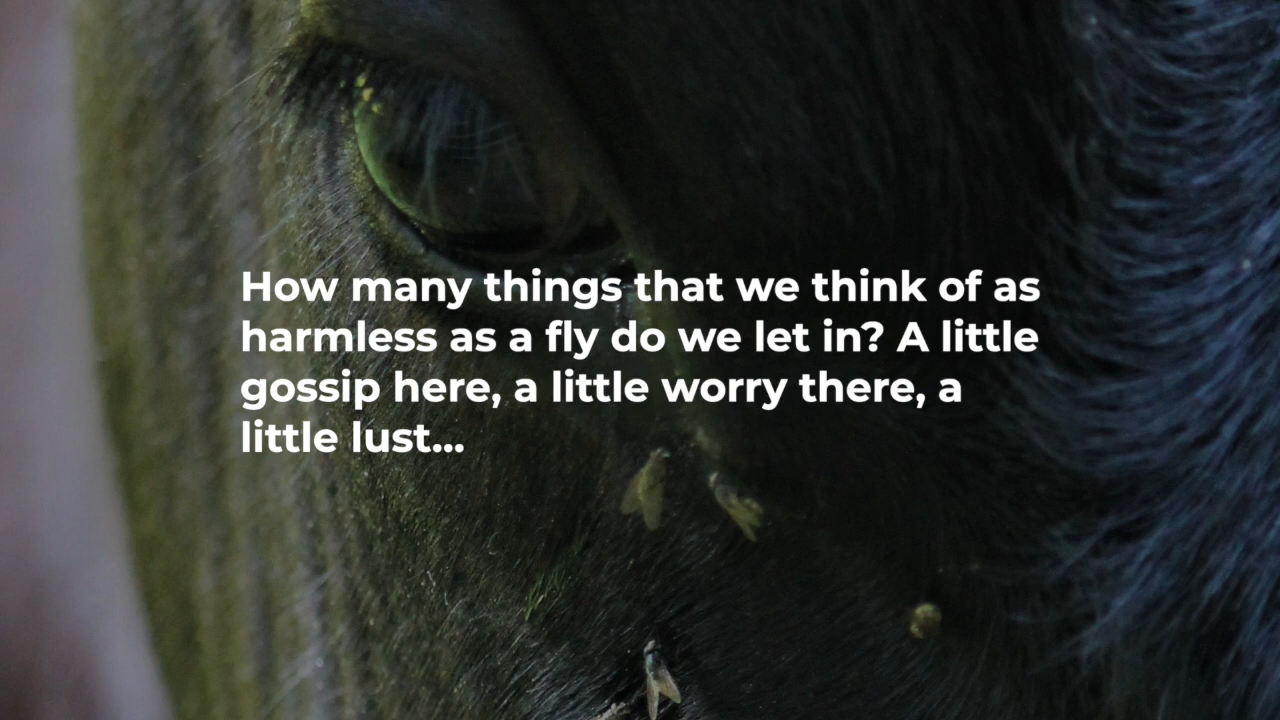 How many things that we think of as
harmless as a fly do we let in? A little
gossip here, a little worry there, a
little lust...